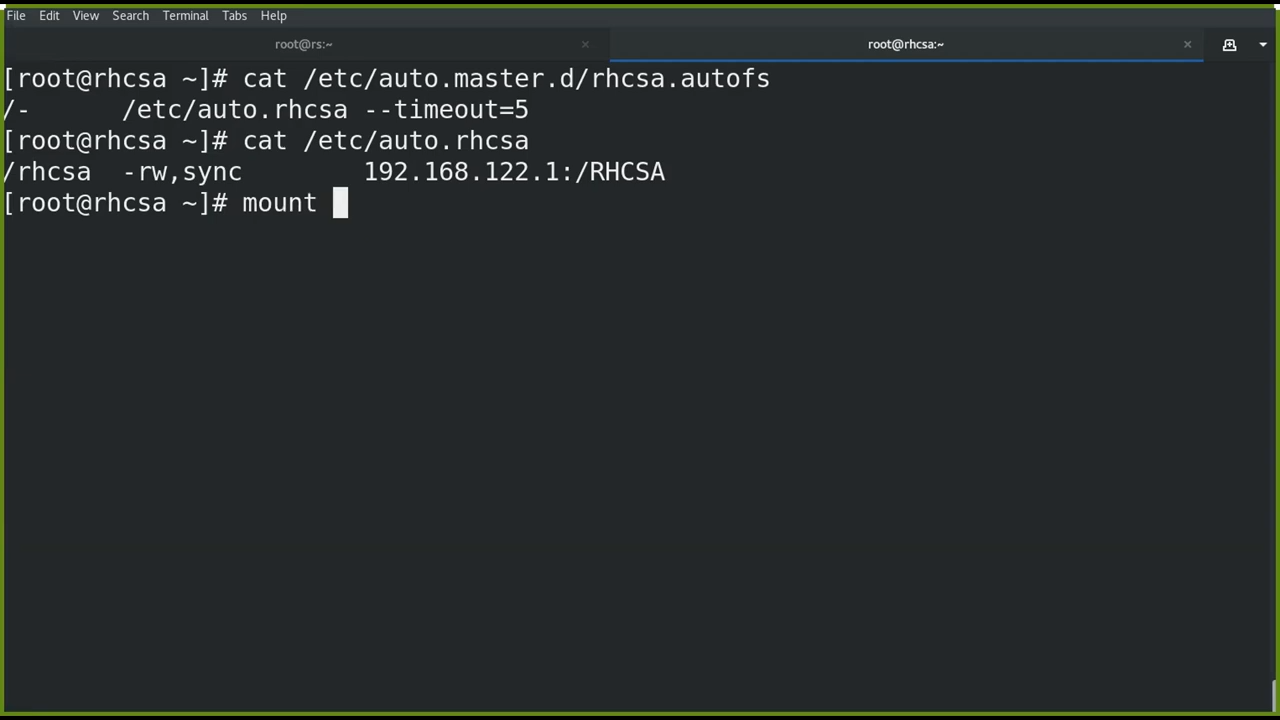 File Edit View Search Terminal Tabs Help
root@rs:~ × root@rhcsa:~ ×
[root@rhcsa ~]# cat /etc/auto.master.d/rhcsa.autofs
/- /etc/auto.rhcsa --timeout=5
[root@rhcsa ~]# cat /etc/auto.rhcsa
/rhcsa -rw,sync 192.168.122.1:/RHCSA
[root@rhcsa ~]# mount